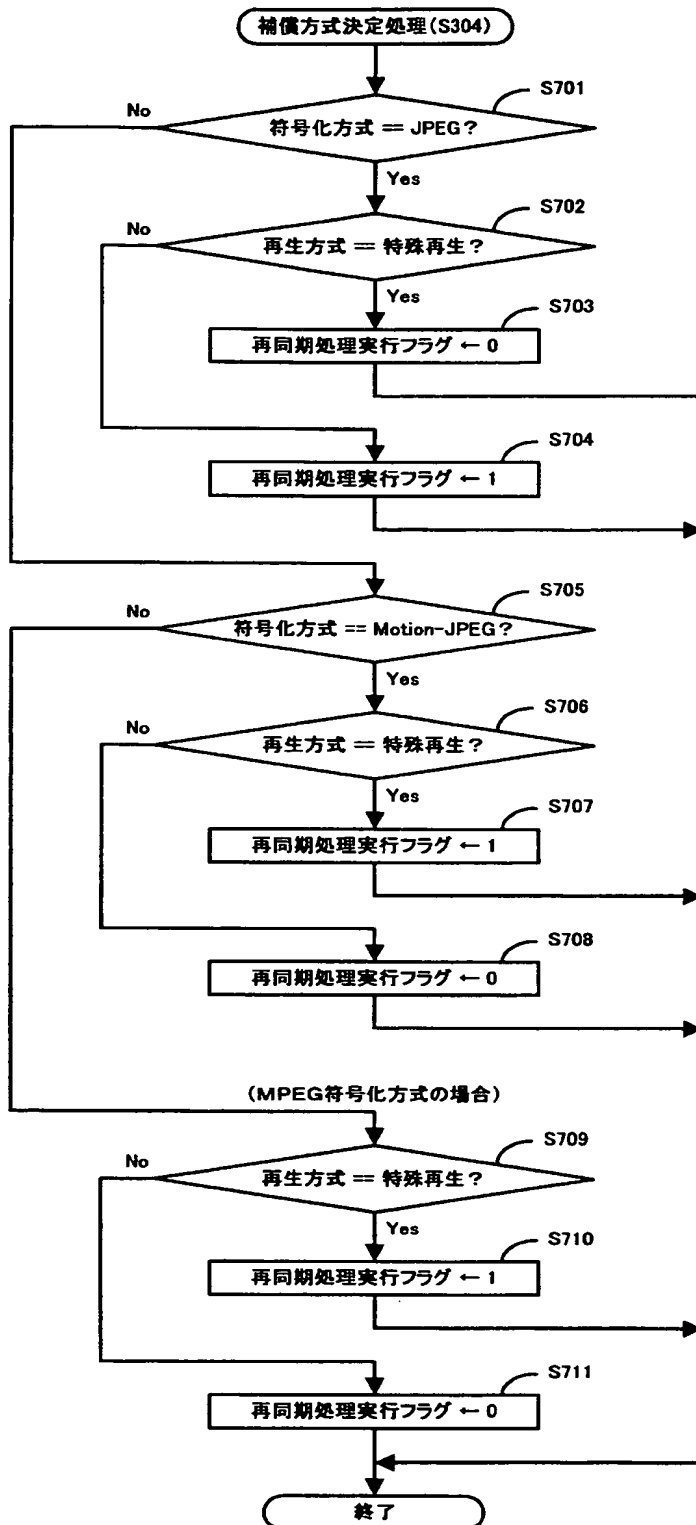 補償方式決定処理(S304)
S701
No
符号化方式 == JPEG?
Yes
S702
No
再生方式 == 特殊再生?
Yes
S703
再同期処理実行フラグ ← 0
S704
再同期処理実行フラグ ← 1
S705
No
符号化方式 == Motion-JPEG?
Yes
S706
No
再生方式 == 特殊再生?
Yes
S707
再同期処理実行フラグ ← 1
S708
再同期処理実行フラグ ← 0
(MPEG符号化方式の場合)
S709
No
再生方式 == 特殊再生?
Yes
S710
再同期処理実行フラグ ← 1
S711
再同期処理実行フラグ ← 0
終了